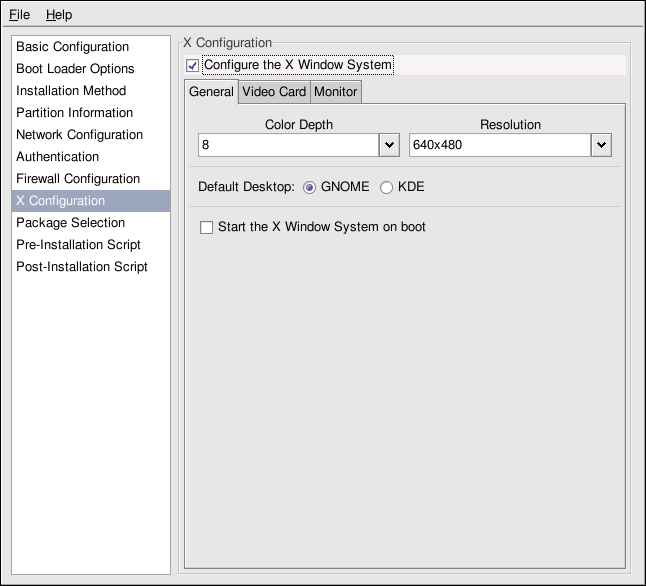 File Help
Basic Configuration
Boot Loader Options
Installation Method
Partition Information
Network Configuration
Authentication
Firewall Configuration
X Configuration
Package Selection
Pre-Installation Script
Post-Installation Script
X Configuration
Configure the X Window System
General Video Card Monitor
Color Depth Resolution
8 640x480
Default Desktop: GNOME KDE
Start the X Window System on boot